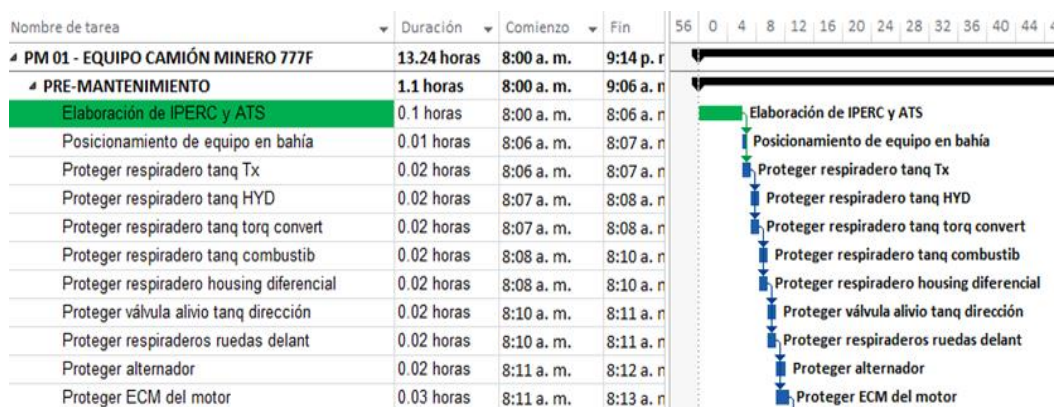 Nombre de tarea Duración Comienzo Fin 56 0 4 8 12 16 20 24 28 32 36 40 44
PM 01 - EQUIPO CAMIÓN MINERO 777F 13.24 horas 8:00 a. m. 9:14 p.
PRE-MANTENIMIENTO 1.1 horas 8:00 a. m. 9:06 a.
Elaboración de IPERC y ATS 0.1 horas 8:00 a. m. 8:06 a. Elaboración de IPERC y ATS
Posicionamiento de equipo en bahía 0.01 horas 8:06 a. m. 8:07 a. Posicionamiento de equipo en bahía
Proteger respiradero tanq Tx 0.02 horas 8:06 a. m. 8:07 a. Proteger respiradero tanq Tx
Proteger respiradero tanq HYD 0.02 horas 8:07 a. m. 8:08 a. Proteger respiradero tanq HYD
Proteger respiradero tanq torq convert 0.02 horas 8:07 a. m. 8:08 a. Proteger respiradero tanq torq convert
Proteger respiradero tanq combustib 0.02 horas 8:08 a. m. 8:10 a. Proteger respiradero tanq combustib
Proteger respiradero housing diferencial 0.02 horas 8:08 a. m. 8:10 a. Proteger respiradero housing diferencial
Proteger válvula alivio tanq dirección 0.02 horas 8:10 a. m. 8:11 a. Proteger válvula alivio tanq dirección
Proteger respiraderos ruedas delant 0.02 horas 8:10 a. m. 8:11 a. Proteger respiraderos ruedas delant
Proteger alternador 0.02 horas 8:11 a. m. 8:12 a. Proteger alternador
Proteger ECM del motor 0.03 horas 8:11 a. m. 8:13 a. Proteger ECM del motor